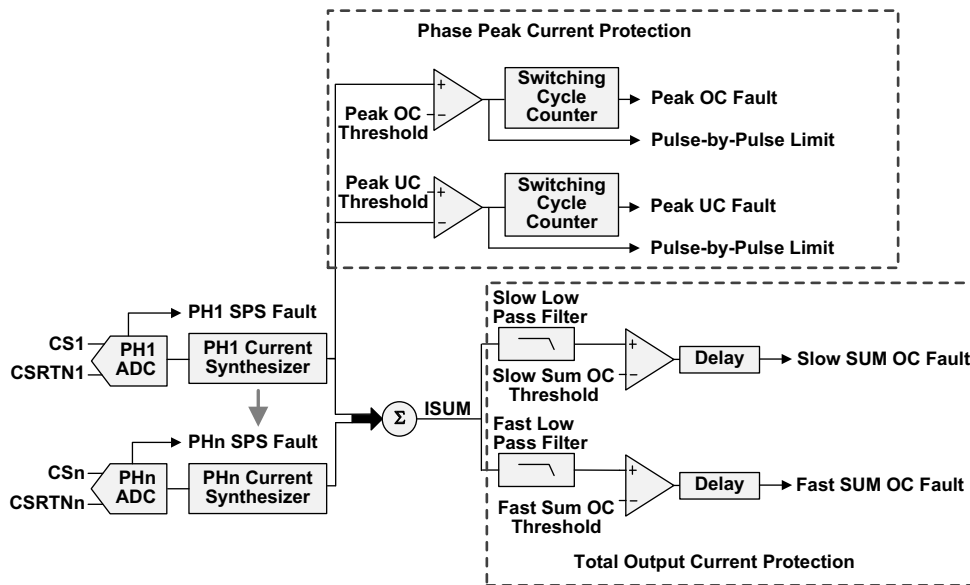 Phase Peak Current Protection
+
Peak OC
Threshold
−
Switching
Cycle
Counter
Peak OC Fault
Pulse-by-Pulse Limit
Peak UC
Threshold
+
−
Switching
Cycle
Counter
Peak UC Fault
Pulse-by-Pulse Limit
PH1 SPS Fault
CS1
CSRTN1
PH1
ADC
PH1 Current
Synthesizer
PHn SPS Fault
CSn
CSRTNn
PHn
ADC
PHn Current
Synthesizer
Σ
ISUM
Slow Low
Pass Filter
+
Slow Sum OC
Threshold
−
Delay
Slow SUM OC Fault
Fast Low
Pass Filter
+
Fast Sum OC
Threshold
−
Delay
Fast SUM OC Fault
Total Output Current Protection